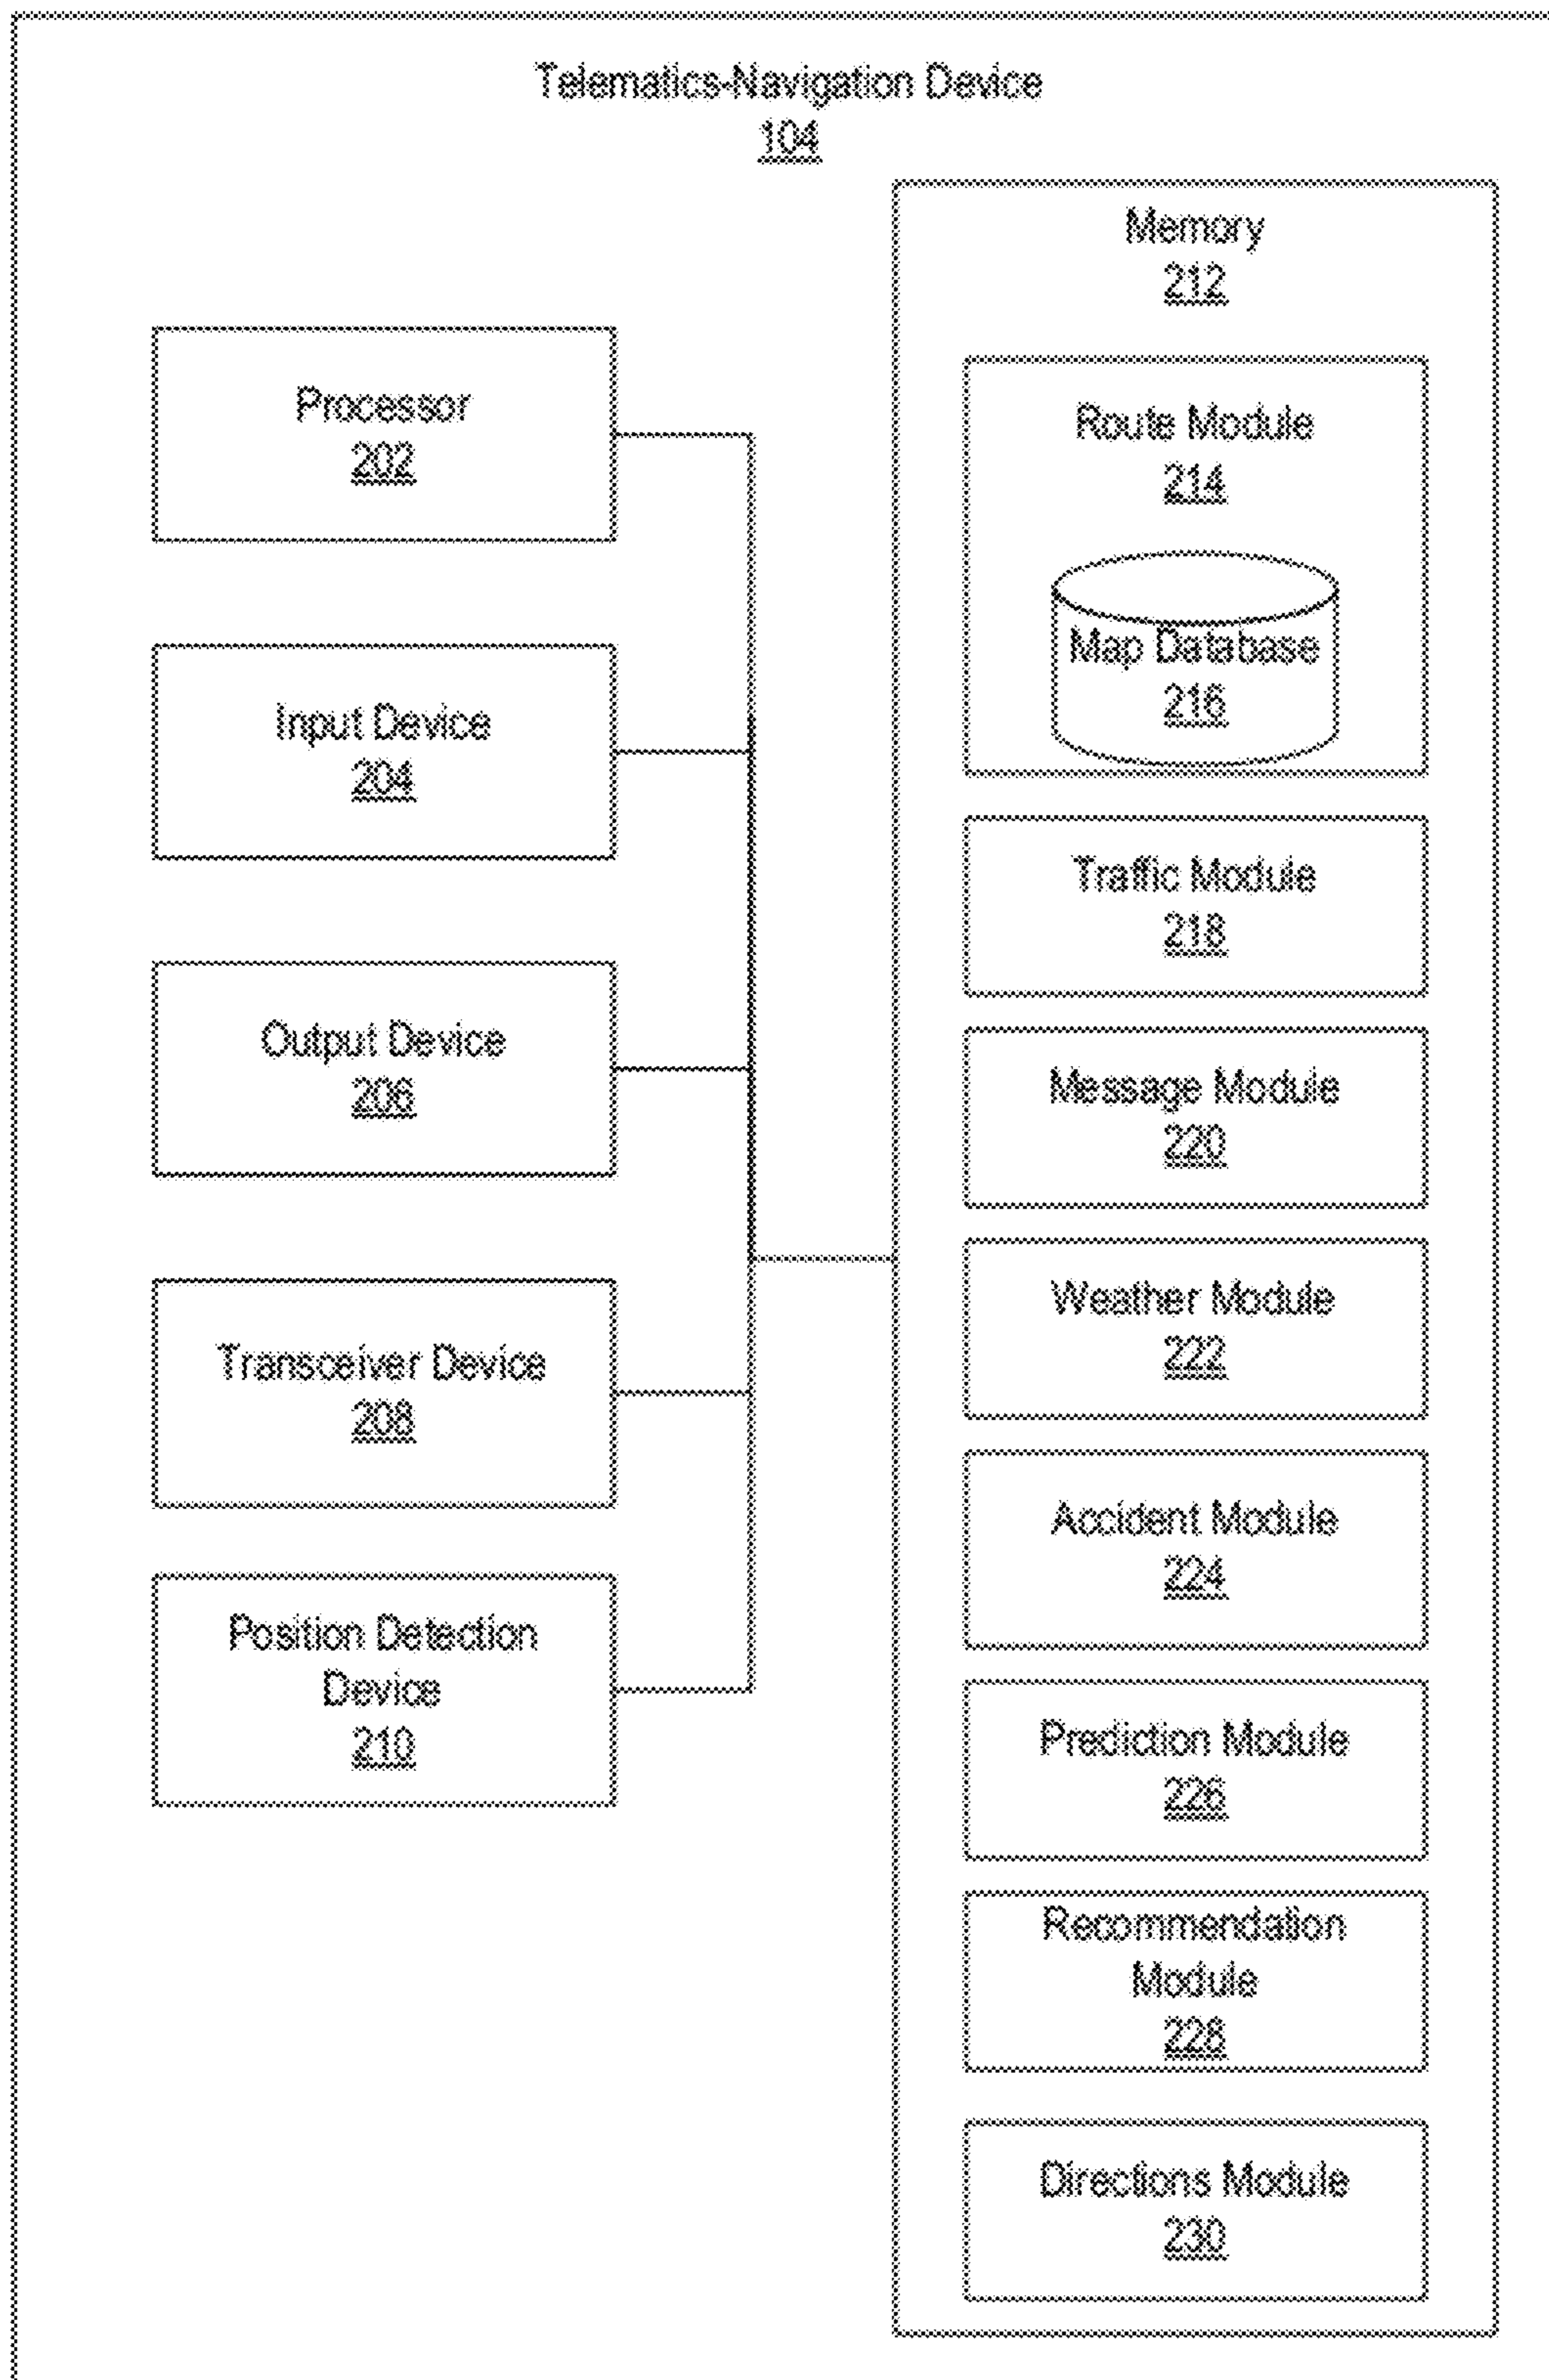 Telematics-Navigation Device
104
Processor
202
Input Device
204
Output Device
206
Transceiver Device
208
Position Detection
Device
210
Memory
212
Route Module
214
Map Database
216
Traffic Module
218
Message Module
220
Weather Module
222
Accident Module
224
Prediction Module
226
Recommendation
Module
228
Directions Module
230